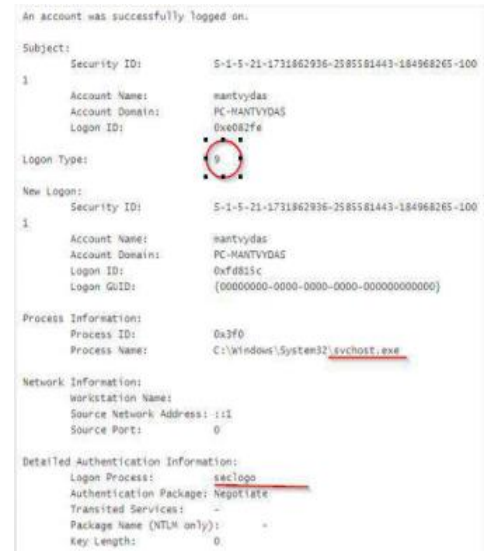 An account was successfully logged on.
Subject:
Security ID: S-1-5-21-1731862936-2585581443-184968265-100
1
Account Name: mantvydas
Account Domain: PC-MANTVYDAS
Logon ID: 0xe082fe
Logon Type: 9
New Logon:
Security ID: S-1-5-21-1731862936-2585581443-184968265-100
1
Account Name: mantvydas
Account Domain: PC-MANTVYDAS
Logon ID: 0xfd815c
Logon GUID: {00000000-0000-0000-0000-000000000000}
Process Information:
Process ID: 0x3f0
Process Name: C:\Windows\System32\svchost.exe
Network Information:
Workstation Name:
Source Network Address: ::1
Source Port: 0
Detailed Authentication Information:
Logon Process: seclogo
Authentication Package: Negotiate
Transited Services: -
Package Name (NTLM only): -
Key Length: 0